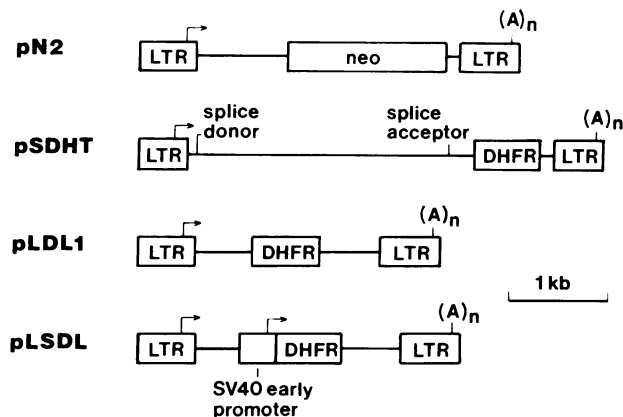 (A)n
pN2 LTR neo LTR
splice donor splice acceptor (A)n
pSDHT LTR DHFR LTR
(A)n
pLDL1 LTR DHFR LTR
1 kb
(A)n
pLSDL LTR DHFR LTR
SV40 early
promoter